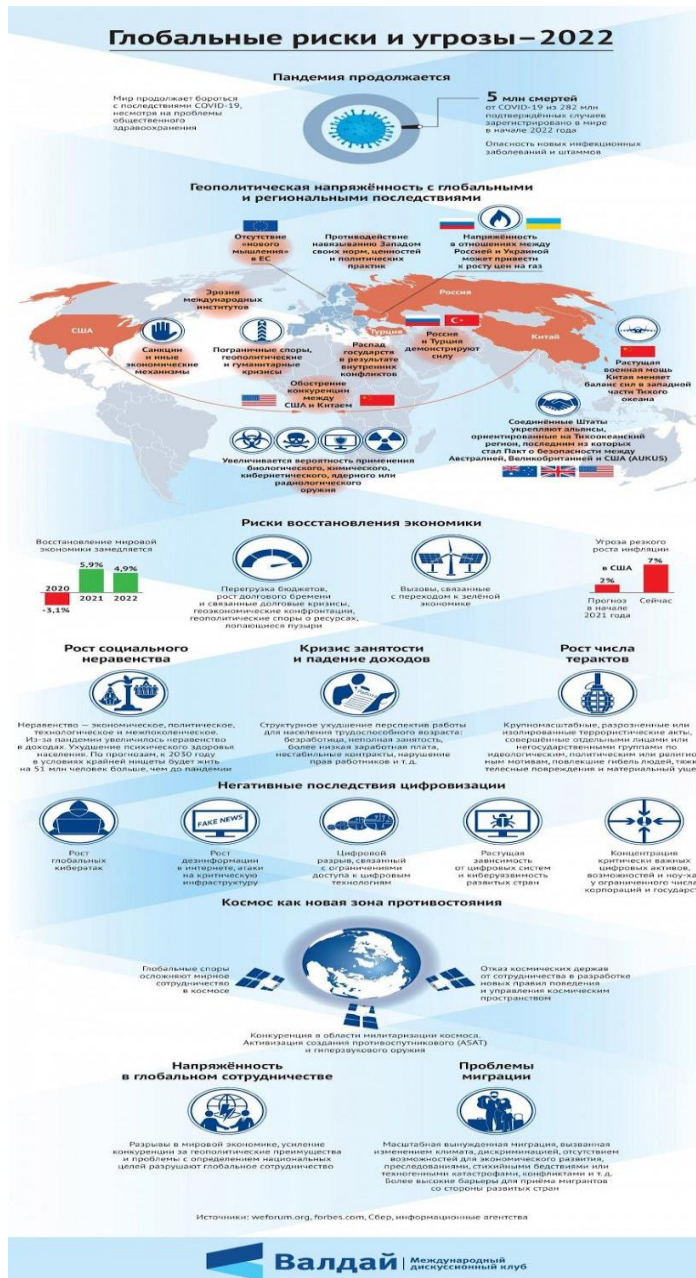 Глобальные риски и угрозы–2022
Пандемия продолжается
Мир продолжает бороться
с последствиями COVID-19,
несмотря на проблемы
общественного
здравоохранения
5 млн смертей
от COVID-19 из 282 млн
подтверждённых случаев
зарегистрировано в мире
в начале 2022 года
Опасность новых инфекционных
заболеваний и штаммов
Геополитическая напряжённость с глобальными
и региональными последствиями
Отсутствие
«нового
мышления»
в ЕС
Противодействие
навязыванию Западом
своих норм, ценностей
и политических
практик
Напряжённость
в отношениях между
Россией и Украиной
может привести
к росту цен на газ
Эрозия
международных
институтов
Россия
США
Турция
Китай
Санкции
и иные
экономические
механизмы
Пограничные споры,
геополитические
и гуманитарные
кризисы
Распад
государств
в результате
внутренних
конфликтов
Россия
и Турция
демонстрируют
силу
Растущая
военная мощь
Китая меняет
баланс сил в западной
части Тихого
океана
Обострение
конкуренции
между
США и Китаем
Соединённые Штаты
укрепляют альянсы,
ориентированные на Тихоокеанский
регион, последним из которых
стал Пакт о безопасности между
Австралией, Великобританией и США (AUKUS)
Увеличивается вероятность применения
биологического, химического,
кибернетического, ядерного или
радиологического
оружия
Риски восстановления экономики
Восстановление мировой
экономики замедляется
2020
-3,1%
5,9%
2021
4,9%
2022
Перегрузка бюджетов,
рост долгового бремени
и связанные долговые кризисы,
геоэкономические конфронтации,
геополитические споры о ресурсах,
лопающиеся пузыри
Вызовы, связанные
с переходом к зелёной
экономике
Угроза резкого
роста инфляции
в США
2%
Прогноз
в начале
2021 года
7%
Сейчас
Рост социального
неравенства
Неравенство — экономическое, политическое,
технологическое и межпоколенческое.
Из-за пандемии увеличилось неравенство
в доходах. Ухудшение психического здоровья
населения. По прогнозам, к 2030 году
в условиях крайней нищеты будет жить
на 51 млн человек больше, чем до пандемии
Кризис занятости
и падение доходов
Структурное ухудшение перспектив работы
для населения трудоспособного возраста:
безработица, неполная занятость,
более низкая заработная плата,
нестабильные контракты, нарушение
прав работников и т.д.
Рост числа
терактов
Крупномасштабные, разрозненные или
изолированные террористические акты,
совершённые отдельными лицами или
негосударственными группами по
идеологическим, политическим или религио
ным мотивам, повлекшие гибель людей, тяжк
телесные повреждения и материальный уще
Негативные последствия цифровизации
Рост
глобальных
кибератак
FAKE NEWS
Рост
дезинформации
в интернете, атаки
на критическую
инфраструктуру
Цифровой
разрыв, связанный
с ограничениями
доступа к цифровым
технологиям
Растущая
зависимость
от цифровых систем
и киберуязвимость
развитых стран
Концентрация
критически важных
цифровых активов,
возможностей и ноу-ха
у ограниченного числа
корпораций и государст
Космос как новая зона противостояния
Глобальные споры
осложняют мирное
сотрудничество
в космосе
Отказ космических держав
от сотрудничества в разработке
новых правил поведения
и управления космическим
пространством
Конкуренция в области милитаризации космоса.
Активизация создания противоспутникового (ASAT)
и гиперзвукового оружия
Напряжённость
в глобальном сотрудничестве
Разрывы в мировой экономике, усиление
конкуренции за геополитические преимущества
и проблемы с определением национальных
целей разрушают глобальное сотрудничество
Проблемы
миграции
Масштабная вынужденная миграция, вызванная
изменением климата, дискриминацией, отсутствием
возможностей для экономического развития,
преследованиями, стихийными бедствиями или
техногенными катастрофами, конфликтами и т.д.
Более высокие барьеры для приёма мигрантов
со стороны развитых стран
Источники: weforum.org, forbes.com, Сбер, информационные агентства
Валдай
Международный
дискуссионный клуб